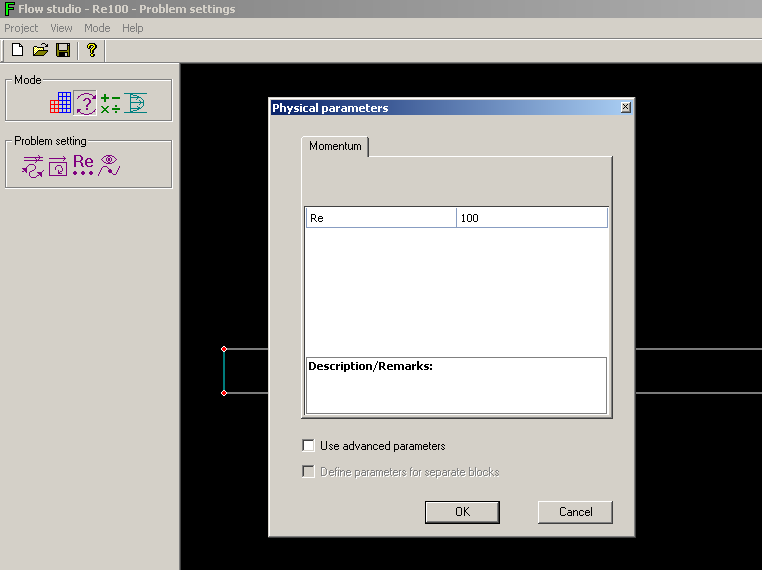 Flow studio - Re100 - Problem settings
Project View Mode Help
Mode
Problem setting
Re
Physical parameters
Momentum
Re 100
Description/Remarks:
Use advanced parameters
Define parameters for separate blocks
OK Cancel